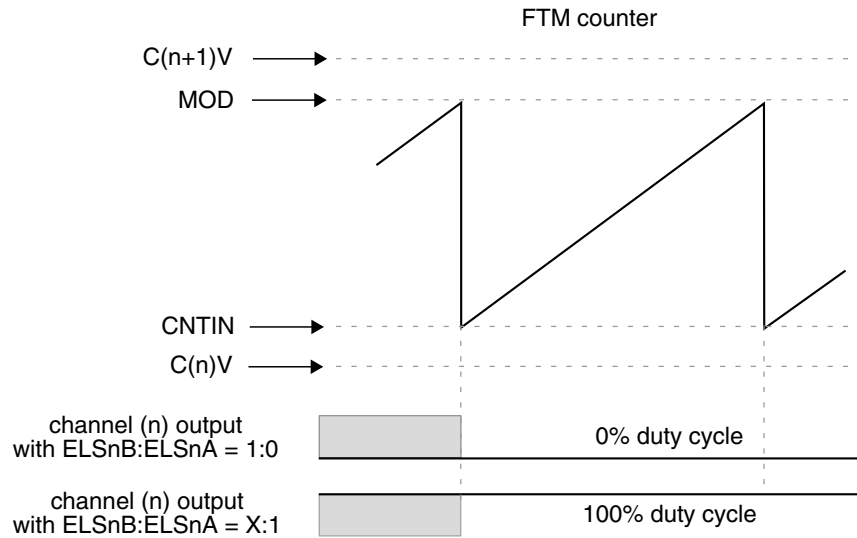 FTM counter
C(n+1)V
MOD
CNTIN
C(n)V
channel (n) output
with ELSnB:ELSnA = 1:0
0% duty cycle
channel (n) output
with ELSnB:ELSnA = X:1
100% duty cycle